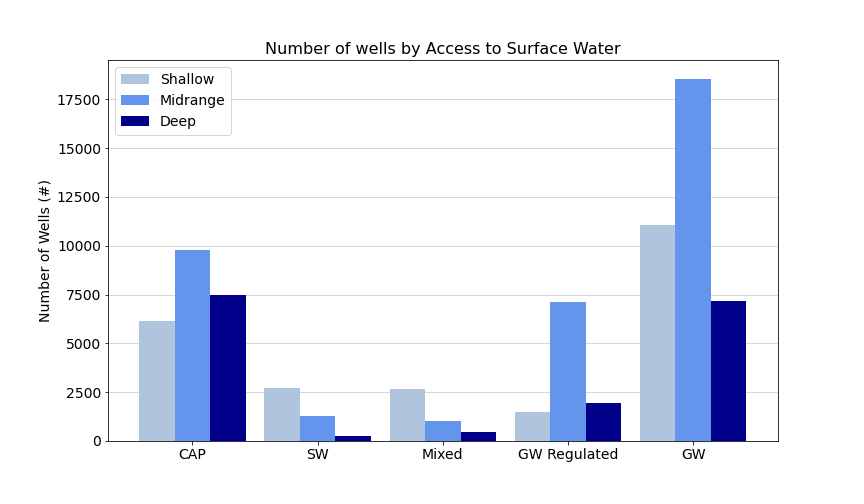 Number of wells by Access to Surface Water
Shallow
Midrange
Deep
Number of Wells (#)
17500
15000
12500
10000
7500
5000
2500
0
CAP
SW
Mixed
GW Regulated
GW